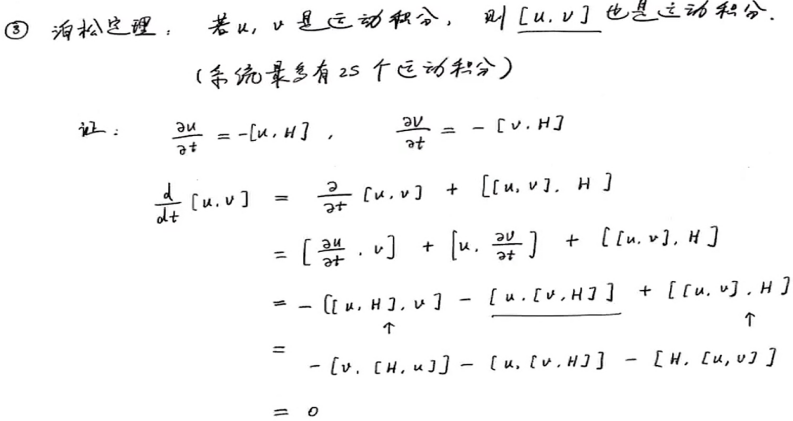 ③ 泊松定理: 若u, v是运动积分, 则 [u, v] 也是运动积分.
(系统最多有2S个运动积分)
证: ∂u/∂t = -[u, H], ∂v/∂t = -[v, H]
d/dt [u, v] = ∂/∂t [u, v] + [[u, v], H]
= [∂u/∂t, v] + [u, ∂v/∂t] + [[u, v], H]
= -[[u, H], v] - [u, [v, H]] + [[u, v], H]
↑ ↑
= -[v, [H, u]] - [u, [v, H]] - [H, [u, v]]
= 0